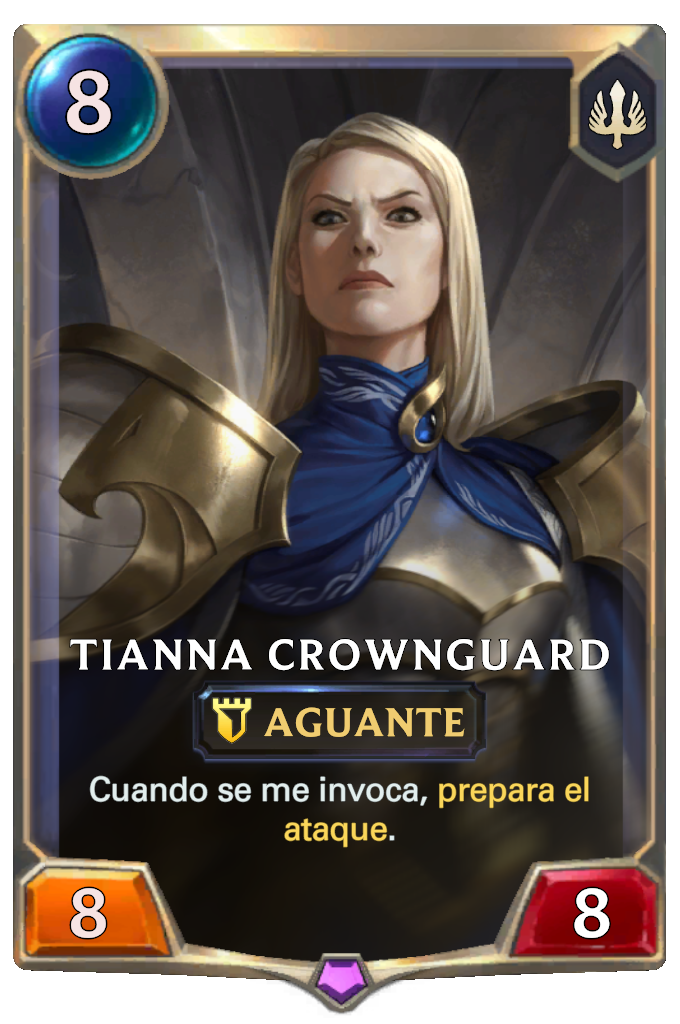 8
TIANNA CROWNGUARD
AGUANTE
Cuando se me invoca, prepara el
ataque.
8
8